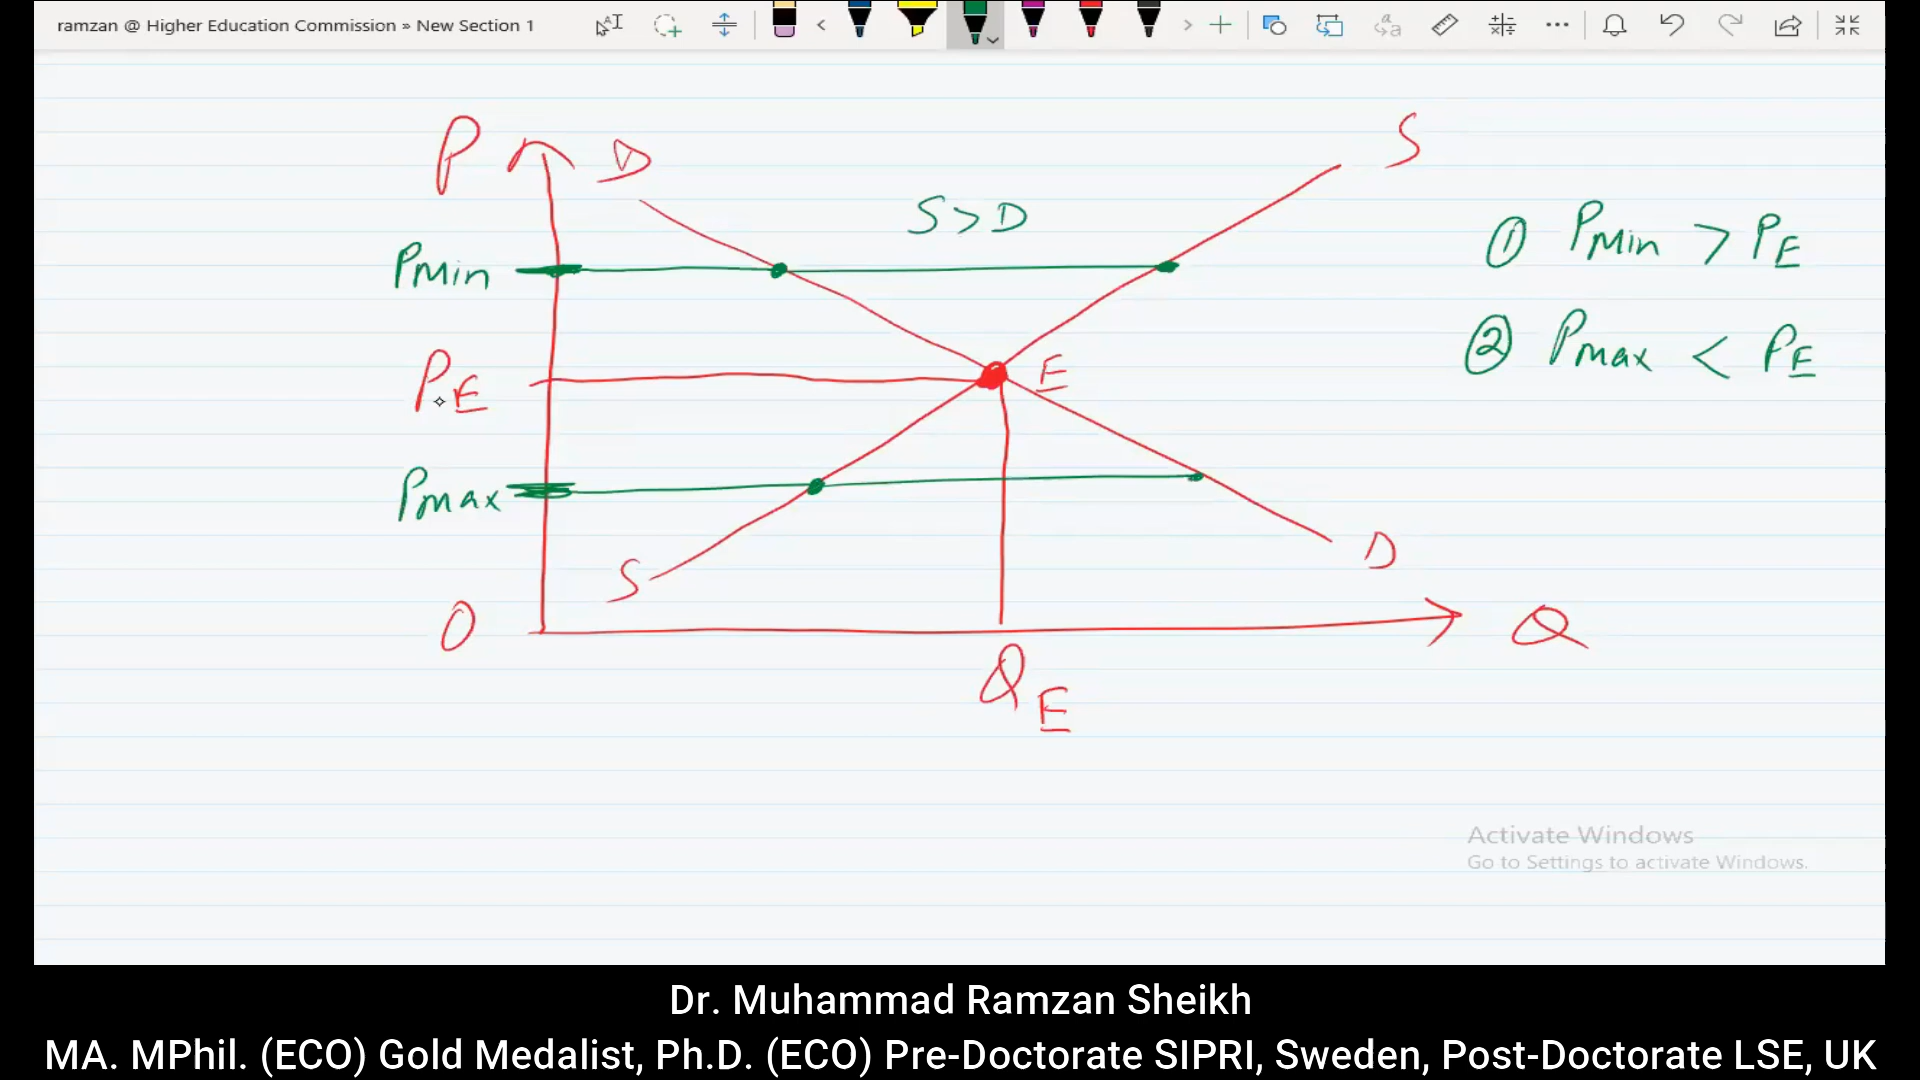 ramzan @ Higher Education Commission » New Section 1
P
D
S
S>D
① Pmin > PE
Pmin
② Pmax < PE
PE
E
Pmax
D
S
O
Q
QE
Activate Windows
Go to Settings to activate Windows.
Dr. Muhammad Ramzan Sheikh
MA. MPhil. (ECO) Gold Medalist, Ph.D. (ECO) Pre-Doctorate SIPRI, Sweden, Post-Doctorate LSE, UK